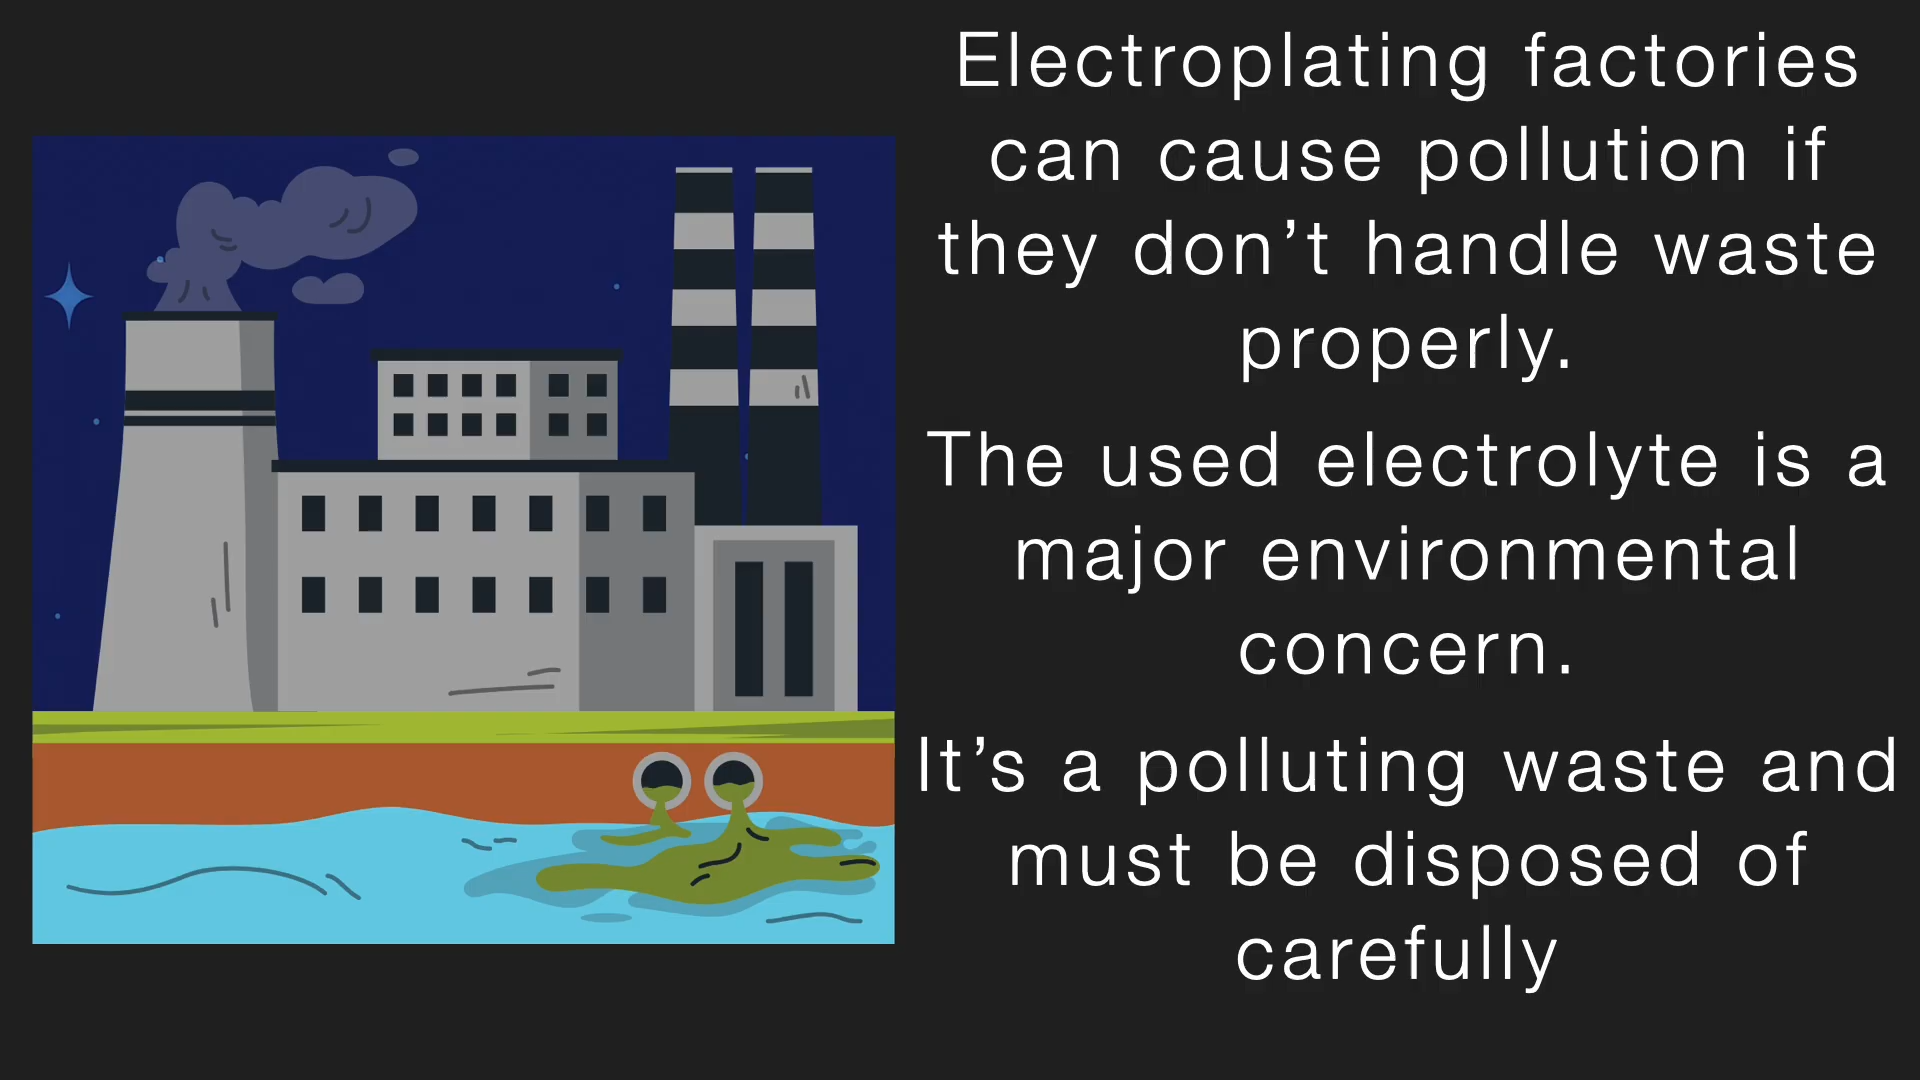 Electroplating factories
can cause pollution if
they don’t handle waste
properly.
The used electrolyte is a
major environmental
concern.
It’s a polluting waste and
must be disposed of
carefully